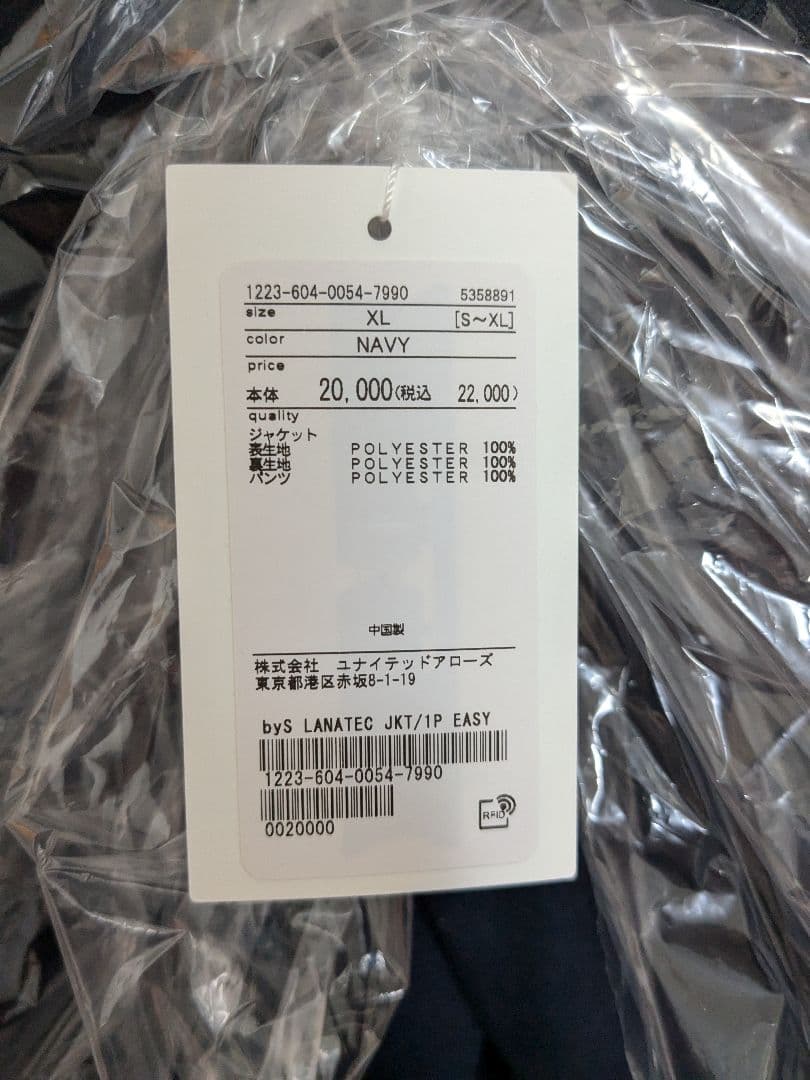 1223-604-0054-7990 5358891
size XL [S～XL]
color NAVY
price
本体 20,000(税込 22,000)
quality
ジャケット
表生地 POLYESTER 100%
裏生地 POLYESTER 100%
パンツ POLYESTER 100%
中国製
株式会社 ユナイテッドアローズ
東京都港区赤坂8-1-19
byS LANATEC JKT/1P EASY
1223-604-0054-7990
0020000
RFID